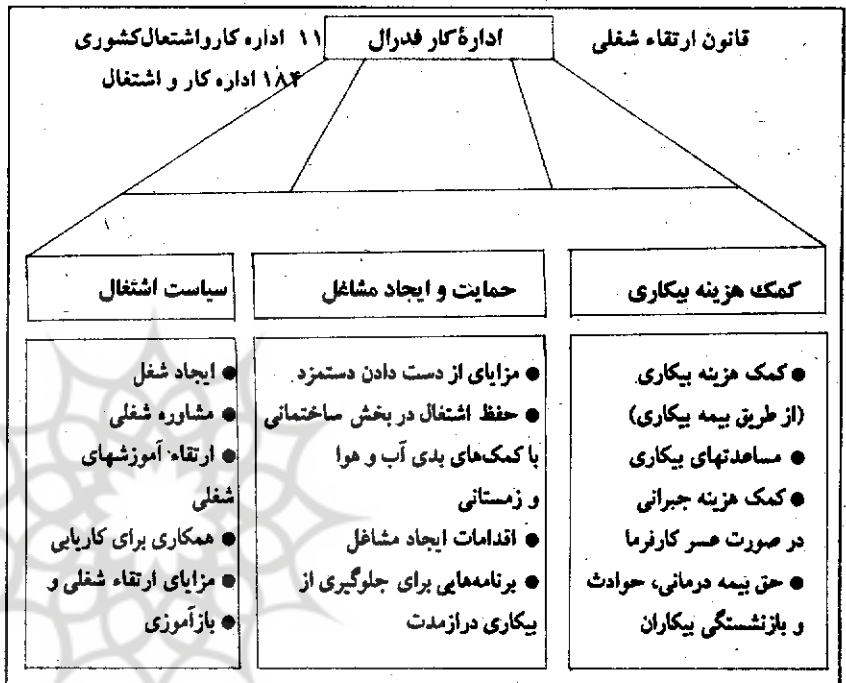 قانون ارتقاء شغلی
ادارهٔ کار فدرال
۱۱ اداره کارواشتعال‌کشوری
۱۸۴ اداره کار و اشتغال
کمک هزینه بیکاری
● کمک هزینه بیکاری
(از طریق بیمه بیکاری)
● مساعدتهای بیکاری
● کمک هزینه جبرانی
در صورت عسر کارفرما
● حق بیمه درمانی، حوادث
و بازنشستگی بیکاران
حمایت و ایجاد مشاغل
● مزایای از دست دادن دستمزد
● حفظ اشتغال در بخش ساختمانی
با کمک‌های بدی آب و هوا
و زمستانی
● اقدامات ایجاد مشاغل
● برنامه‌هایی برای جلوگیری از
بیکاری درازمدت
سیاست اشتغال
● ایجاد شغل
● مشاوره شغلی
● ارتقاء آموزشهای
شغلی
● همکاری برای کاریابی
● مزایای ارتقاء شغلی و
● بازآموزی